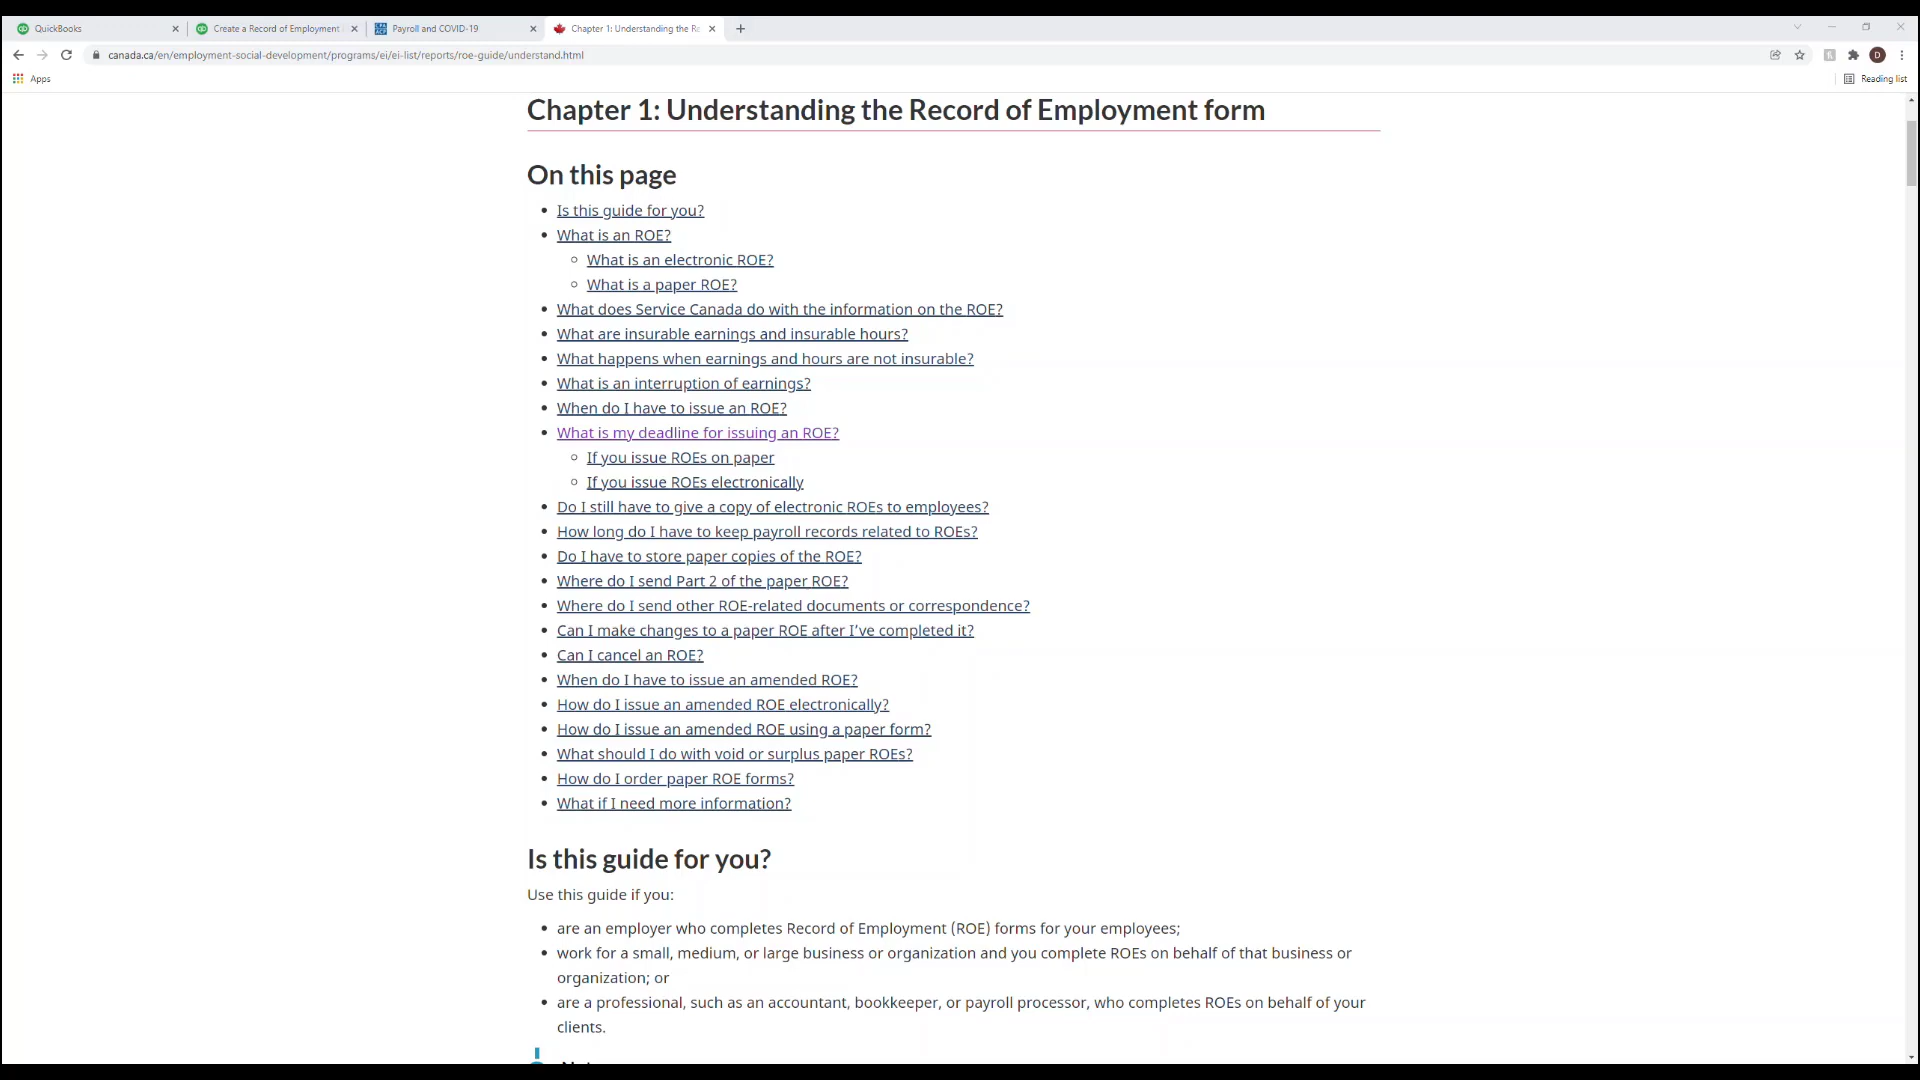 QuickBooks
Create a Record of Employment
Payroll and COVID-19
Chapter 1: Understanding the Re
canada.ca/en/employment-social-development/programs/ei/ei-list/reports/roe-guide/understand.html
D
Apps
Reading list
Chapter 1: Understanding the Record of Employment form
On this page
Is this guide for you?
What is an ROE?
What is an electronic ROE?
What is a paper ROE?
What does Service Canada do with the information on the ROE?
What are insurable earnings and insurable hours?
What happens when earnings and hours are not insurable?
What is an interruption of earnings?
When do I have to issue an ROE?
What is my deadline for issuing an ROE?
If you issue ROEs on paper
If you issue ROEs electronically
Do I still have to give a copy of electronic ROEs to employees?
How long do I have to keep payroll records related to ROEs?
Do I have to store paper copies of the ROE?
Where do I send Part 2 of the paper ROE?
Where do I send other ROE-related documents or correspondence?
Can I make changes to a paper ROE after I've completed it?
Can I cancel an ROE?
When do I have to issue an amended ROE?
How do I issue an amended ROE electronically?
How do I issue an amended ROE using a paper form?
What should I do with void or surplus paper ROEs?
How do I order paper ROE forms?
What if I need more information?
Is this guide for you?
Use this guide if you:
are an employer who completes Record of Employment (ROE) forms for your employees;
work for a small, medium, or large business or organization and you complete ROEs on behalf of that business or
organization; or
are a professional, such as an accountant, bookkeeper, or payroll processor, who completes ROEs on behalf of your
clients.